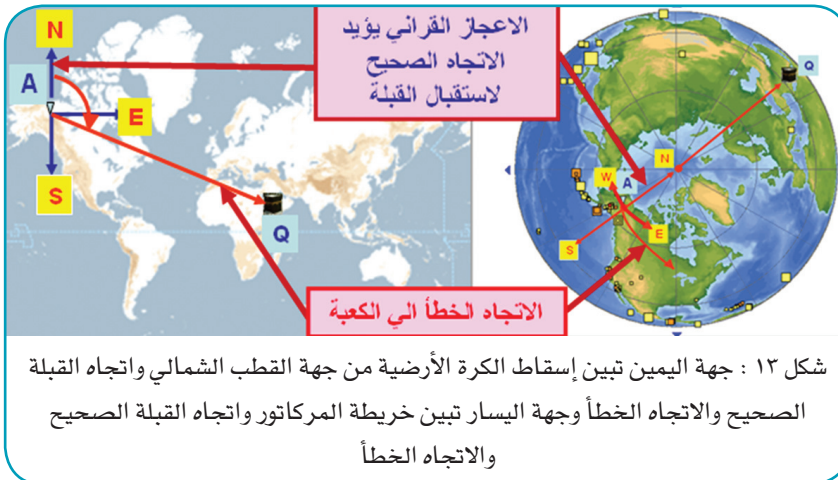 الاعجاز القراني يؤيد
الاتجاه الصحيح
لاستقبال القبلة
N
A
E
S
Q
Q
N
W
A
E
S
الاتجاه الخطأ الي الكعبة
شكل ١٣ : جهة اليمين تبين إسقاط الكرة الأرضية من جهة القطب الشمالي واتجاه القبلة
الصحيح والاتجاه الخطأ وجهة اليسار تبين خريطة المركاتور واتجاه القبلة الصحيح
والاتجاه الخطأ